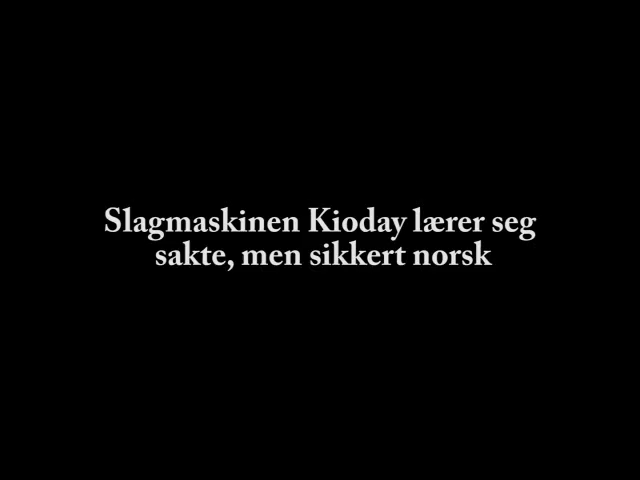 Slagmaskinen Kioday lærer seg
sakte, men sikkert norsk